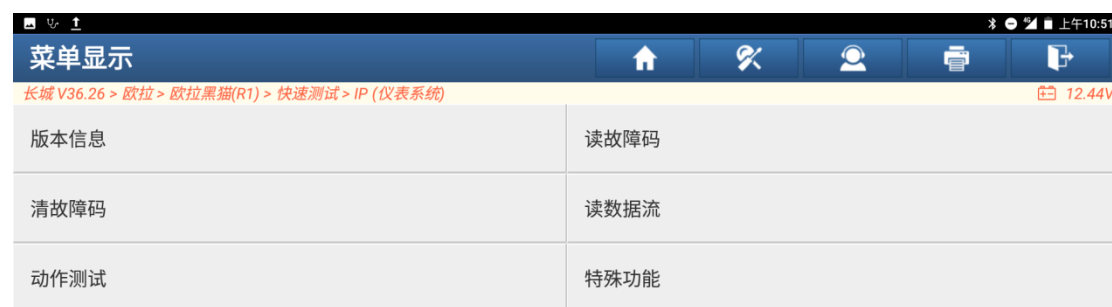 上午10:51
菜单显示
长城 V36.26 > 欧拉 > 欧拉黑猫(R1) > 快速测试 > IP (仪表系统) 12.44V
版本信息 读故障码
清故障码 读数据流
动作测试 特殊功能